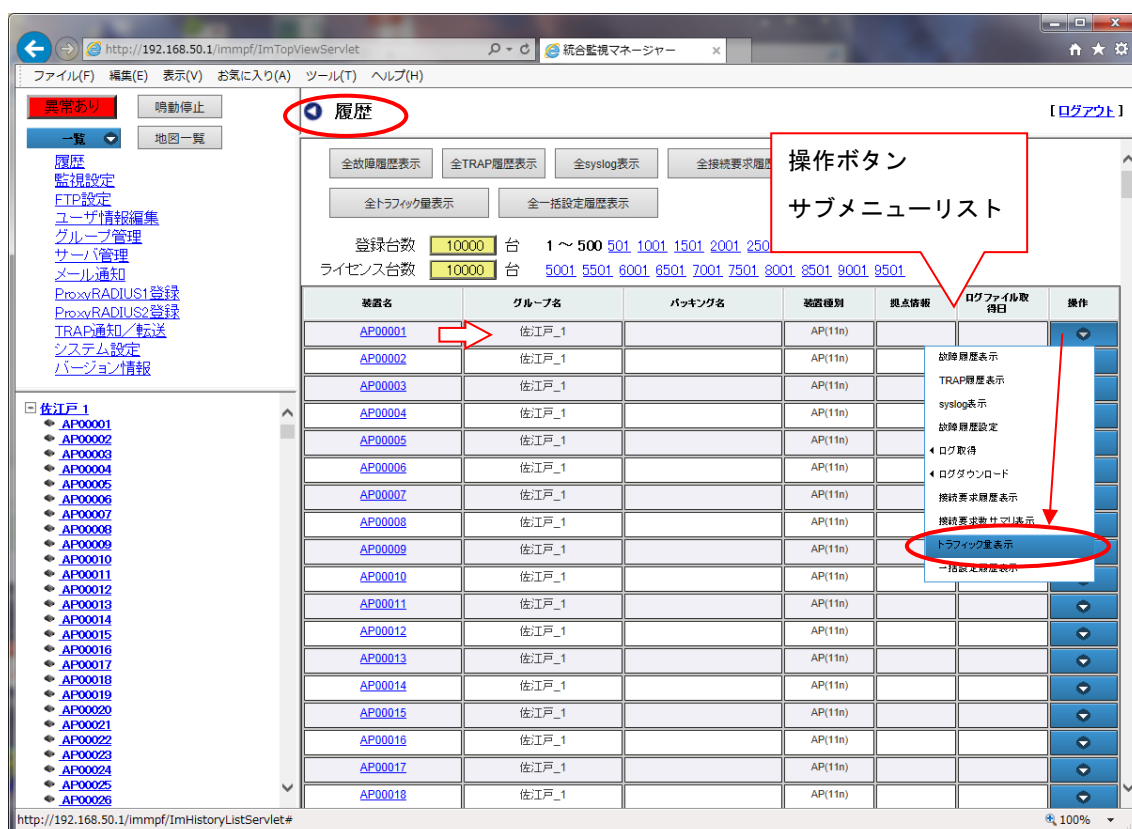 http://192.168.50.1/immpf/ImTopViewServlet
統合監視マネージャー
ファイル(F) 編集(E) 表示(V) お気に入り(A) ツール(T) ヘルプ(H)
異常あり 鳴動停止
一覧 地図一覧
履歴
監視設定
FTP設定
ユーザ情報編集
グループ管理
サーバ管理
メール通知
ProxyRADIUS1登録
ProxyRADIUS2登録
TRAP通知/転送
システム設定
バージョン情報
佐江戸 1
AP00001
AP00002
AP00003
AP00004
AP00005
AP00006
AP00007
AP00008
AP00009
AP00010
AP00011
AP00012
AP00013
AP00014
AP00015
AP00016
AP00017
AP00018
AP00019
AP00020
AP00021
AP00022
AP00023
AP00024
AP00025
AP00026
履歴
[ログアウト]
全故障履歴表示 全TRAP履歴表示 全syslog表示 全接続要求履歴
全トラフィック量表示 全一括設定履歴表示
操作ボタン
サブメニューリスト
登録台数 10000 台 1～500 501 1001 1501 2001 250
ライセンス台数 10000 台 5001 5501 6001 6501 7001 7501 8001 8501 9001 9501
装置名 グループ名 パッキング名 装置種別 拠点情報 ログファイル取得日 操作
AP00001 佐江戸_1 AP(11n)
AP00002 佐江戸_1 AP(11n)
AP00003 佐江戸_1 AP(11n)
AP00004 佐江戸_1 AP(11n)
AP00005 佐江戸_1 AP(11n)
AP00006 佐江戸_1 AP(11n)
AP00007 佐江戸_1 AP(11n)
AP00008 佐江戸_1 AP(11n)
AP00009 佐江戸_1 AP(11n)
AP00010 佐江戸_1 AP(11n)
AP00011 佐江戸_1 AP(11n)
AP00012 佐江戸_1 AP(11n)
AP00013 佐江戸_1 AP(11n)
AP00014 佐江戸_1 AP(11n)
AP00015 佐江戸_1 AP(11n)
AP00016 佐江戸_1 AP(11n)
AP00017 佐江戸_1 AP(11n)
AP00018 佐江戸_1 AP(11n)
故障履歴表示
TRAP履歴表示
syslog表示
故障履歴設定
ログ取得
ログダウンロード
接続要求履歴表示
接続要求数サマリ表示
トラフィック量表示
一括設定履歴表示
http://192.168.50.1/immpf/ImHistoryListServlet#
100%